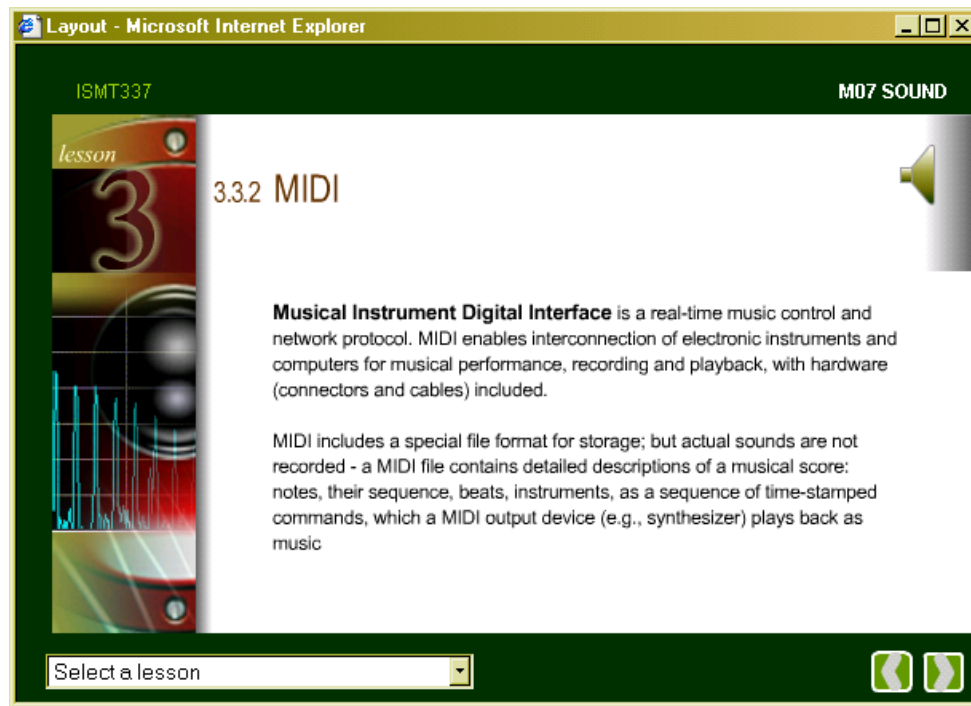 Layout - Microsoft Internet Explorer
ISMT337
M07 SOUND
lesson
3
3.3.2 MIDI
Musical Instrument Digital Interface is a real-time music control and
network protocol. MIDI enables interconnection of electronic instruments and
computers for musical performance, recording and playback, with hardware
(connectors and cables) included.
MIDI includes a special file format for storage; but actual sounds are not
recorded - a MIDI file contains detailed descriptions of a musical score:
notes, their sequence, beats, instruments, as a sequence of time-stamped
commands, which a MIDI output device (e.g., synthesizer) plays back as
music
Select a lesson